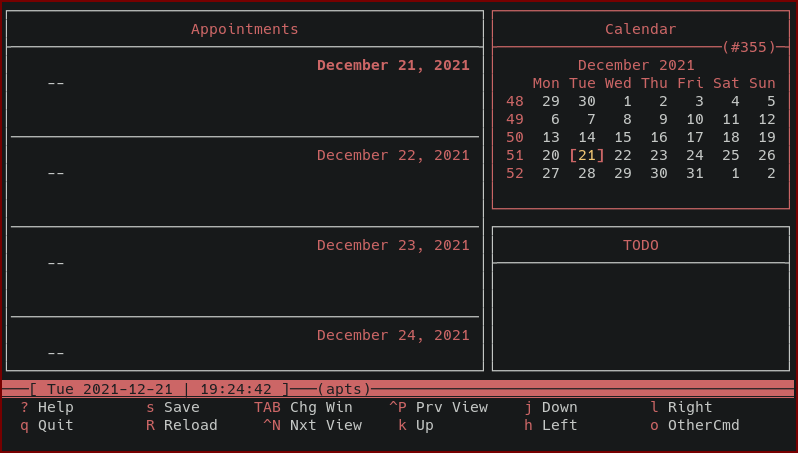 Appointments
December 21, 2021
--
December 22, 2021
--
December 23, 2021
--
December 24, 2021
--
Calendar
(#355)
December 2021
Mon Tue Wed Thu Fri Sat Sun
48 29 30 1 2 3 4 5
49 6 7 8 9 10 11 12
50 13 14 15 16 17 18 19
51 20 [21] 22 23 24 25 26
52 27 28 29 30 31 1 2
TODO
[ Tue 2021-12-21 | 19:24:42 ] (apts)
? Help s Save TAB Chg Win ^P Prv View j Down l Right
q Quit R Reload ^N Nxt View k Up h Left o OtherCmd